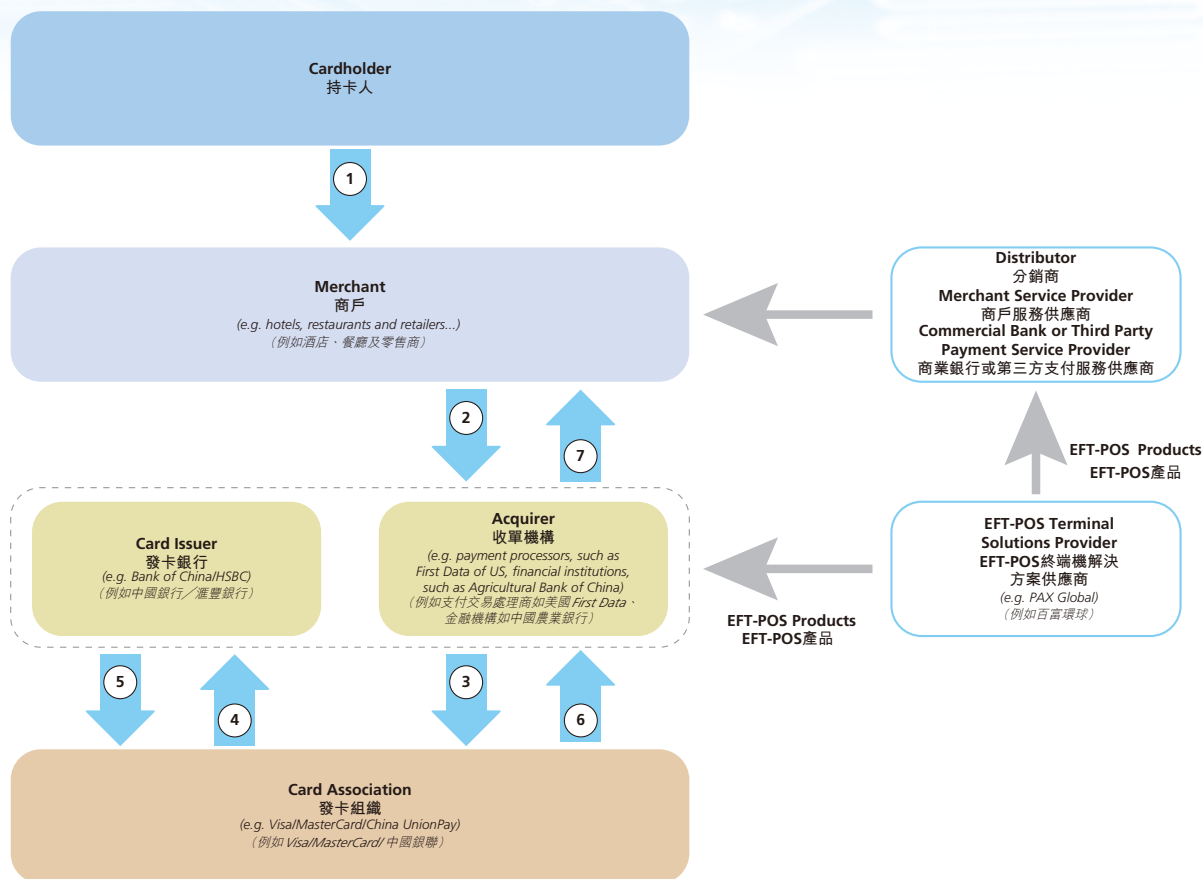 Cardholder
持卡人
1
Merchant
商戶
(e.g. hotels, restaurants and retailers...)
（例如酒店、餐廳及零售商）
Distributor
分銷商
Merchant Service Provider
商戶服務供應商
Commercial Bank or Third Party
Payment Service Provider
商業銀行或第三方支付服務供應商
2
7
EFT-POS Products
EFT-POS產品
Card Issuer
發卡銀行
(e.g. Bank of China/HSBC)
（例如中國銀行／滙豐銀行）
Acquirer
收單機構
(e.g. payment processors, such as
First Data of US, financial institutions,
such as Agricultural Bank of China)
（例如支付交易處理商如美國 First Data、
金融機構如中國農業銀行）
EFT-POS Products
EFT-POS產品
EFT-POS Terminal
Solutions Provider
EFT-POS終端機解決
方案供應商
(e.g. PAX Global)
（例如百富環球）
5
4
3
6
Card Association
發卡組織
(e.g. Visa/MasterCard/China UnionPay)
（例如 Visa/MasterCard/ 中國銀聯）